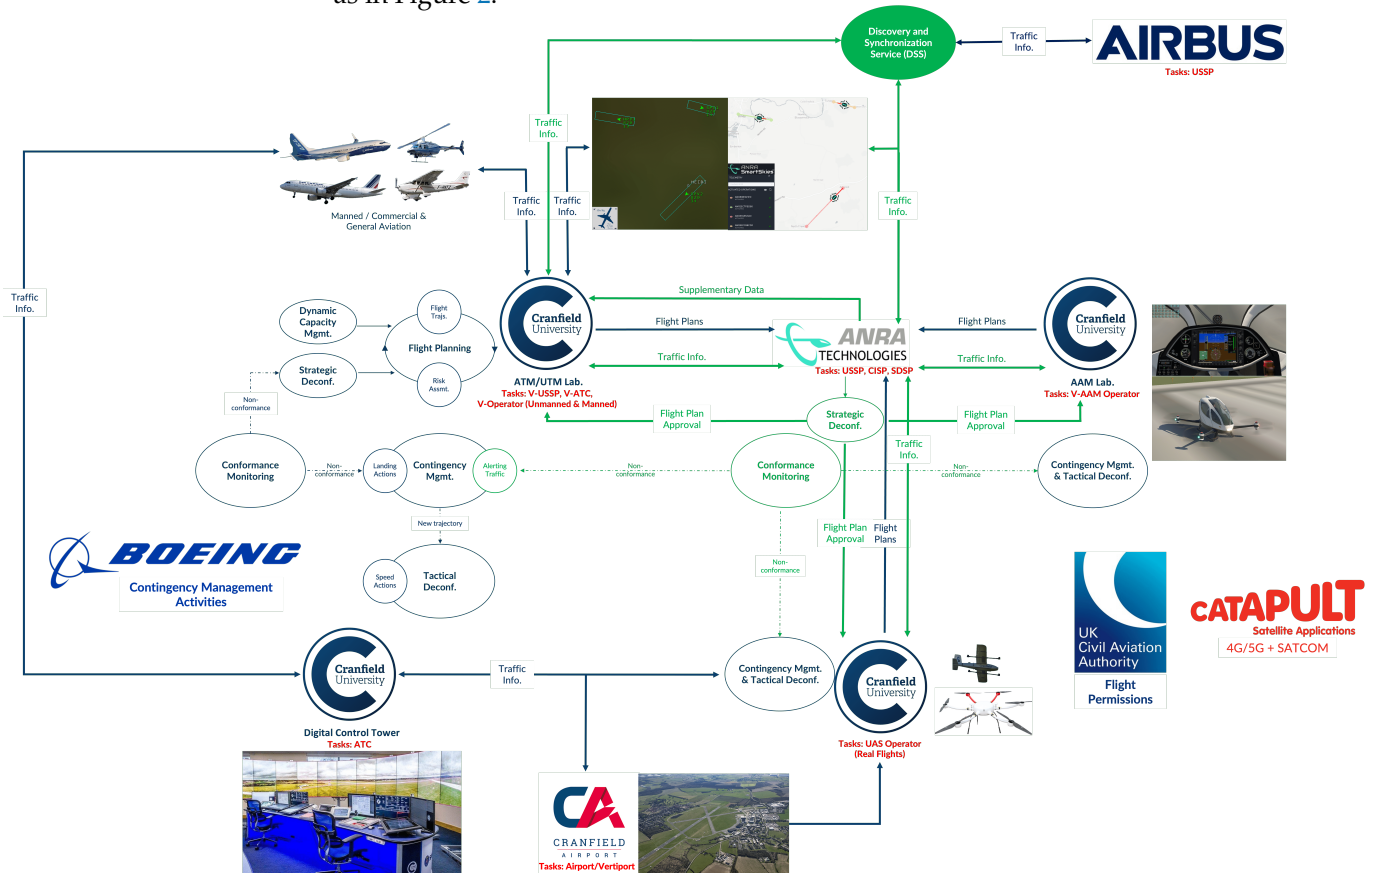 as in Figure 2.
Discovery and
Synchronization
Service (DSS)
Traffic
Info.
AIRBUS
Tasks: USSP
Traffic
Info.
ANRA
SmartSkies
Manned / Commercial &
General Aviation
Traffic
Info.
Traffic
Info.
Traffic
Info.
Traffic
Info.
Dynamic
Capacity
Mgmt.
Flight
Trajs.
Flight Planning
Strategic
Deconf.
Risk
Assmt.
Cranfield
University
ATM/UTM Lab.
Tasks: V-USSP, V-ATC,
V-Operator (Unmanned & Manned)
Supplementary Data
Flight Plans
Traffic Info.
ANRA
TECHNOLOGIES
Tasks: USSP, CISP, SDSP
Flight Plans
Traffic Info.
Cranfield
University
AAM Lab.
Tasks: V-AAM Operator
Non-
conformance
Flight Plan
Approval
Strategic
Deconf.
Flight Plan
Approval
Traffic
Info.
Conformance
Monitoring
Non-
conformance
Landing
Actions
Contingency
Mgmt.
Alerting
Traffic
Non-
conformance
Conformance
Monitoring
Non-
conformance
Contingency Mgmt.
& Tactical Deconf.
New trajectory
Speed
Actions
Tactical
Deconf.
Flight Plan
Approval
Flight
Plans
Non-
conformance
BOEING
Contingency Management
Activities
UK
Civil Aviation
Authority
Flight
Permissions
CATAPULT
Satellite Applications
4G/5G + SATCOM
Cranfield
University
Digital Control Tower
Tasks: ATC
Traffic
Info.
Contingency Mgmt.
& Tactical Deconf.
Cranfield
University
Tasks: UAS Operator
(Real Flights)
CA
CRANFIELD
AIRPORT
Tasks: Airport/Vertiport